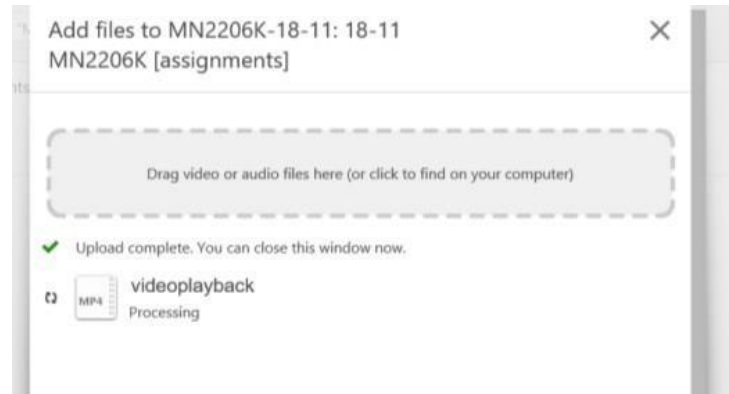 Add files to MN2206K-18-11: 18-11
MN2206K [assignments]
Drag video or audio files here (or click to find on your computer)
Upload complete. You can close this window now.
videoplayback
MP4
Processing